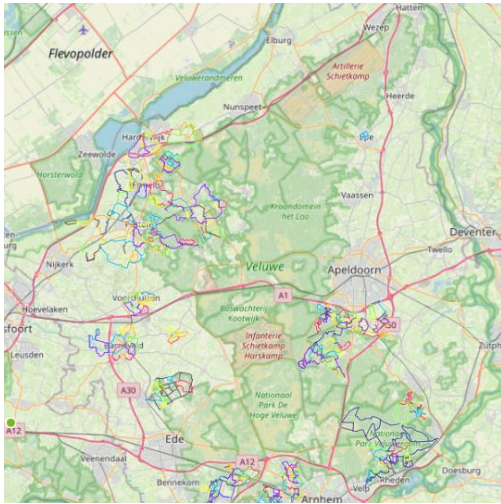 Hattem
Wezep
Elburg
Flevopolder
Artillerie
Schietkamp
Veluwerandmeren
Nunspeet
Heerde
Harderwijk
Zeewolde
Horsterwold
Kroondomein
het Loo
Vaassen
Deventer
Twello
Nijkerk
Veluwe
Apeldoorn
A1
Voorthuizen
Hoevelaken
Boswachterij
Kootwijk
sfoort
Infanterie
Schietkamp
Harskamp
Zutph
Leusden
Barneveld
A30
Nationaal
Park De
Hoge Veluwe
A12
Ede
Veenendaal
A12
Doesburg
Bennekom
Velp
Rheden
Arnhem